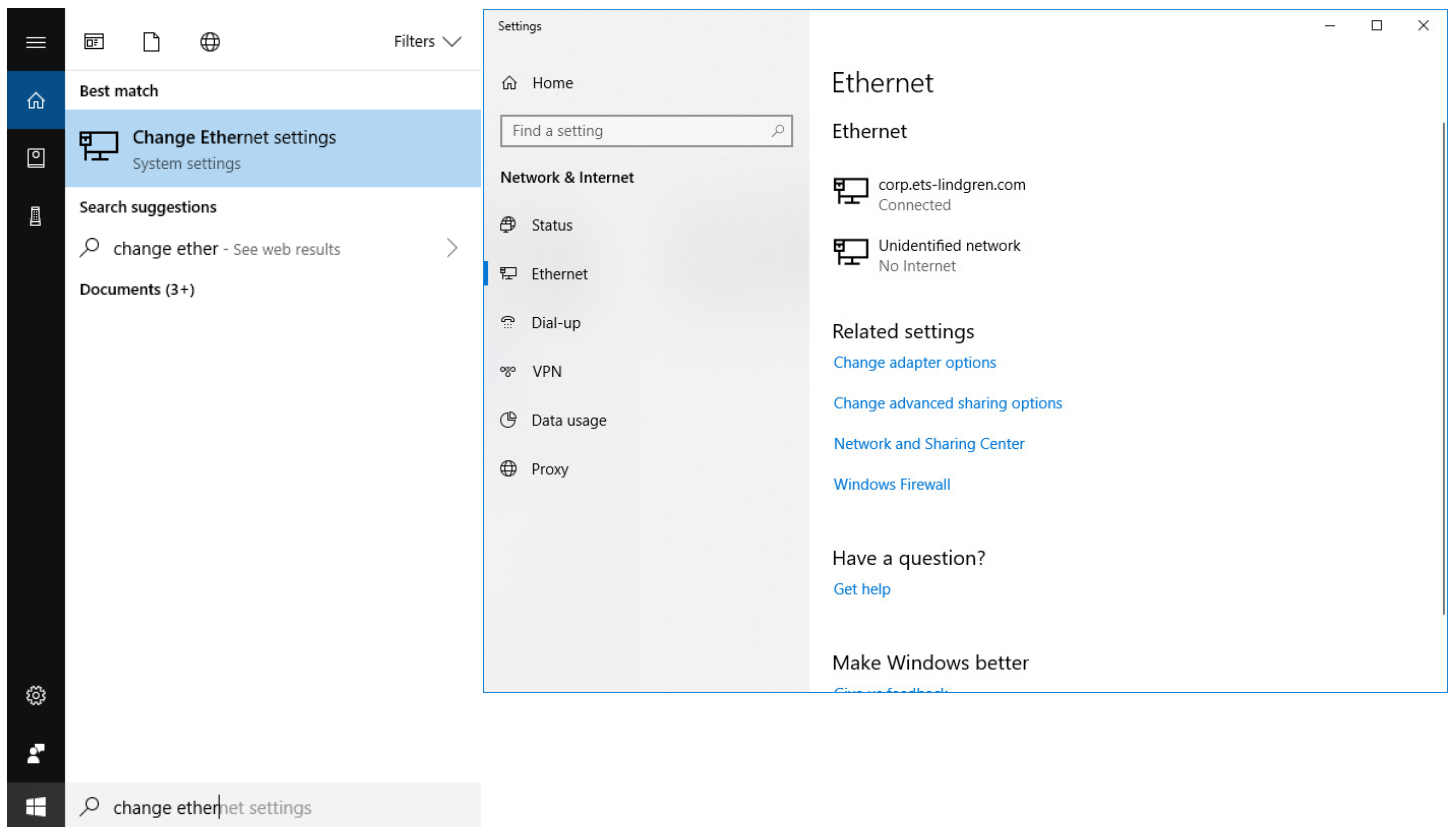 Filters
Best match
Change Ethernet settings
System settings
Search suggestions
change ether - See web results
Documents (3+)
change ethernet settings
Settings
Home
Find a setting
Network & Internet
Status
Ethernet
Dial-up
VPN
Data usage
Proxy
Ethernet
Ethernet
corp.ets-lindgren.com
Connected
Unidentified network
No Internet
Related settings
Change adapter options
Change advanced sharing options
Network and Sharing Center
Windows Firewall
Have a question?
Get help
Make Windows better
Give us feedback